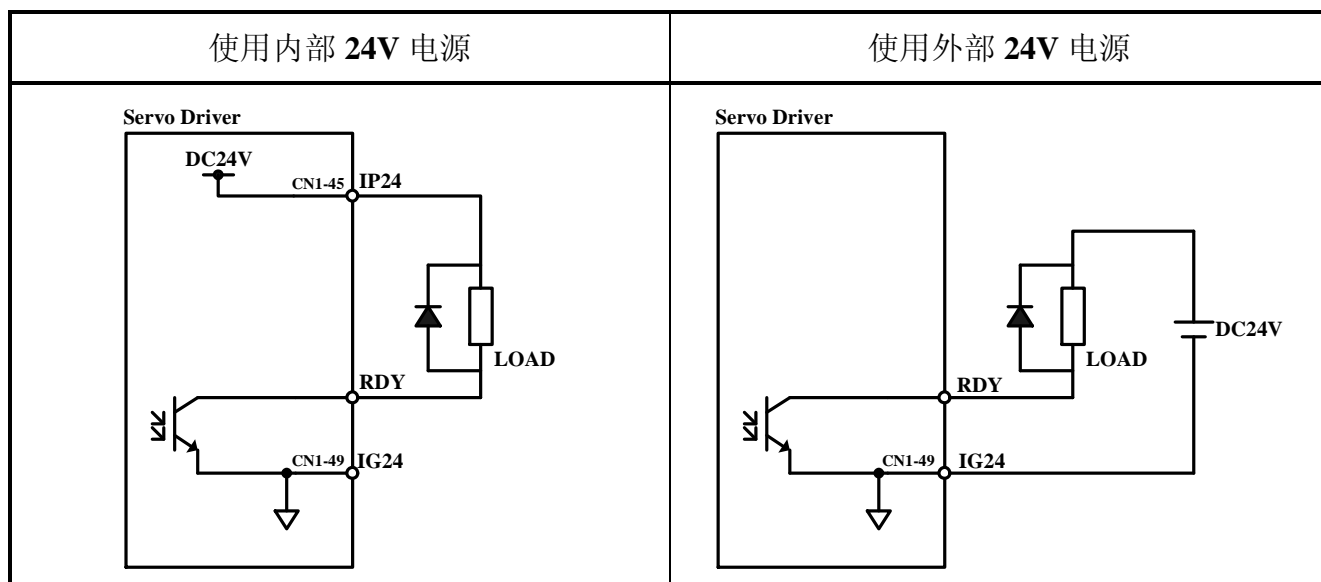 使用内部 24V 电源
使用外部 24V 电源
Servo Driver
DC24V
CN1-45
IP24
LOAD
RDY
CN1-49
IG24
Servo Driver
DC24V
LOAD
RDY
CN1-49
IG24